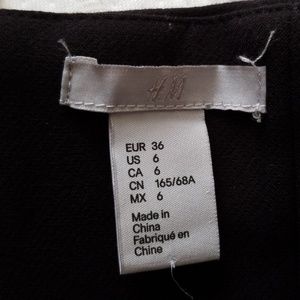 H&M
EUR 36
US 6
CA 6
CN 165/68A
MX 6
Made in
China
Fabriqué en
Chine